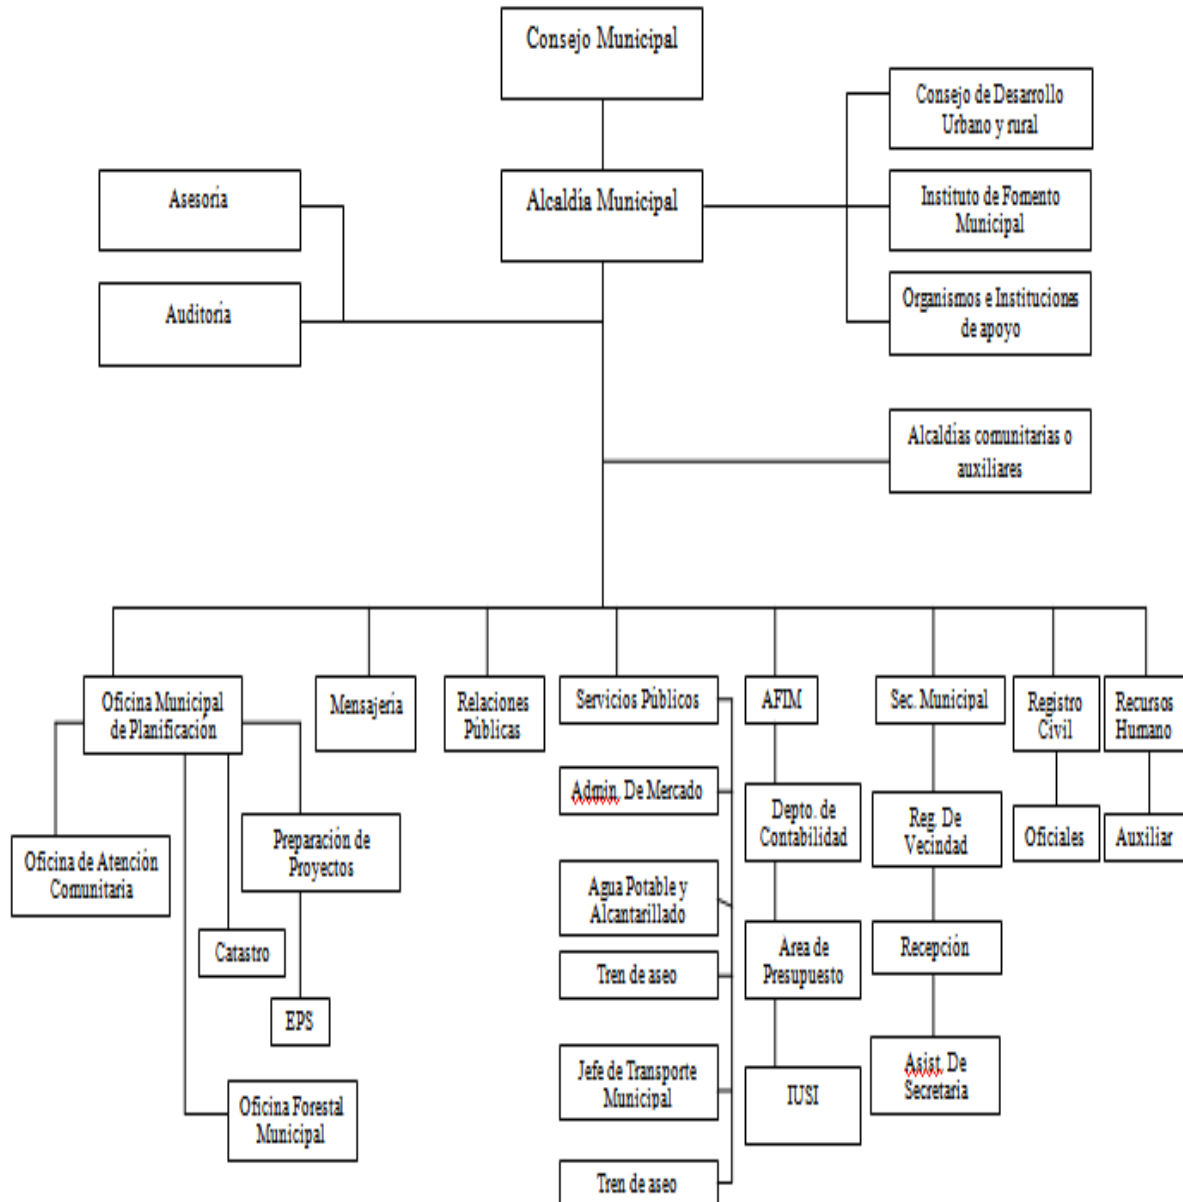 Consejo Municipal
Consejo de Desarrollo
Urbano y rural
Asesoría
Alcaldía Municipal
Instituto de Fomento
Municipal
Auditoría
Organismos e Instituciones
de apoyo
Alcaldías comunitarias o
auxiliares
Oficina Municipal
de Planificación
Mensajería
Relaciones
Públicas
Servicios Públicos
AFIM
Sec. Municipal
Registro
Civil
Recursos
Humano
Admin. De Mercado
Depto. de
Contabilidad
Reg. De
Vecindad
Oficiales
Auxiliar
Oficina de Atención
Comunitaria
Preparación de
Proyectos
Agua Potable y
Alcantarillado
Catastro
Tren de aseo
Area de
Presupuesto
Recepción
EPS
Jefe de Transporte
Municipal
IUSI
Asist. De
Secretaria
Oficina Forestal
Municipal
Tren de aseo